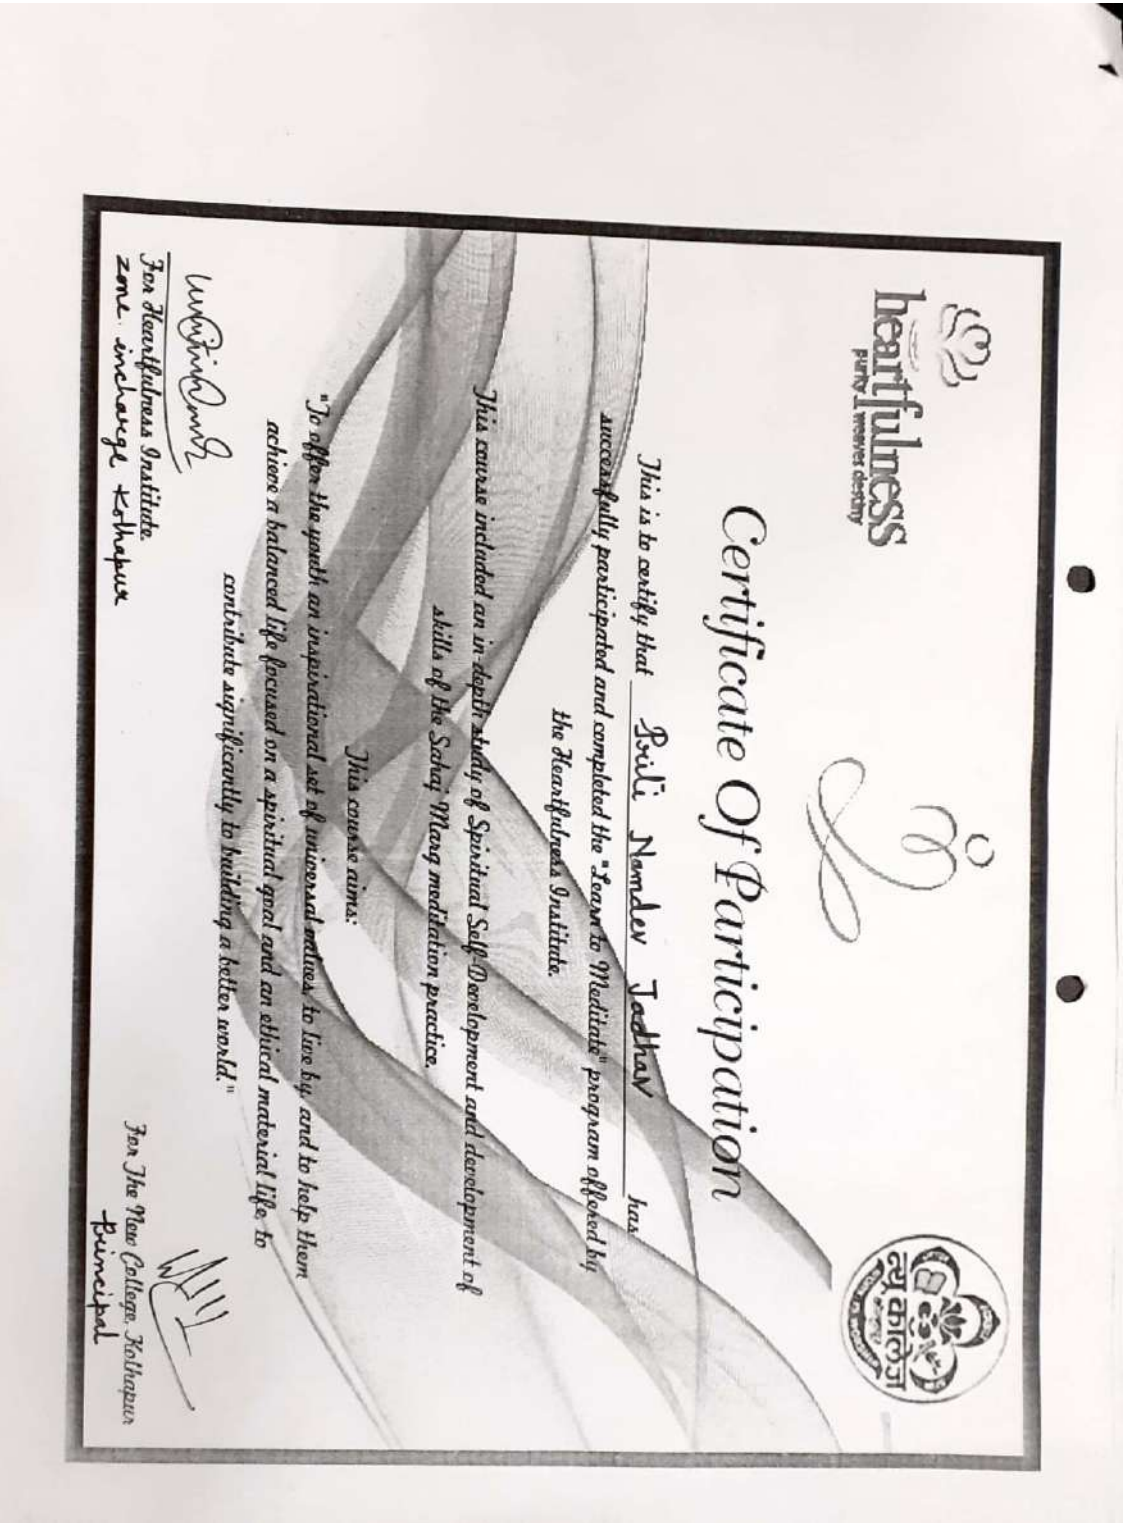 heartfulness
purity weaves destiny
न्यू कॉलेज
Certificate Of Participation
This is to certify that Priti Namdev Jadhav has
successfully participated and completed the "Learn to Meditate" program offered by
the Heartfulness Institute.
This course included an in-depth study of Spiritual Self-Development and development of
skills of the Sahaj Marg meditation practice.
This course aims:
"To offer the youth an inspirational set of universal values, to live by, and to help them
achieve a balanced life focused on a spiritual goal and an ethical material life, to
contribute significantly to building a better world."
For Heartfulness Institute.
zone incharge Kolhapur
For The New College, Kolhapur
Principal